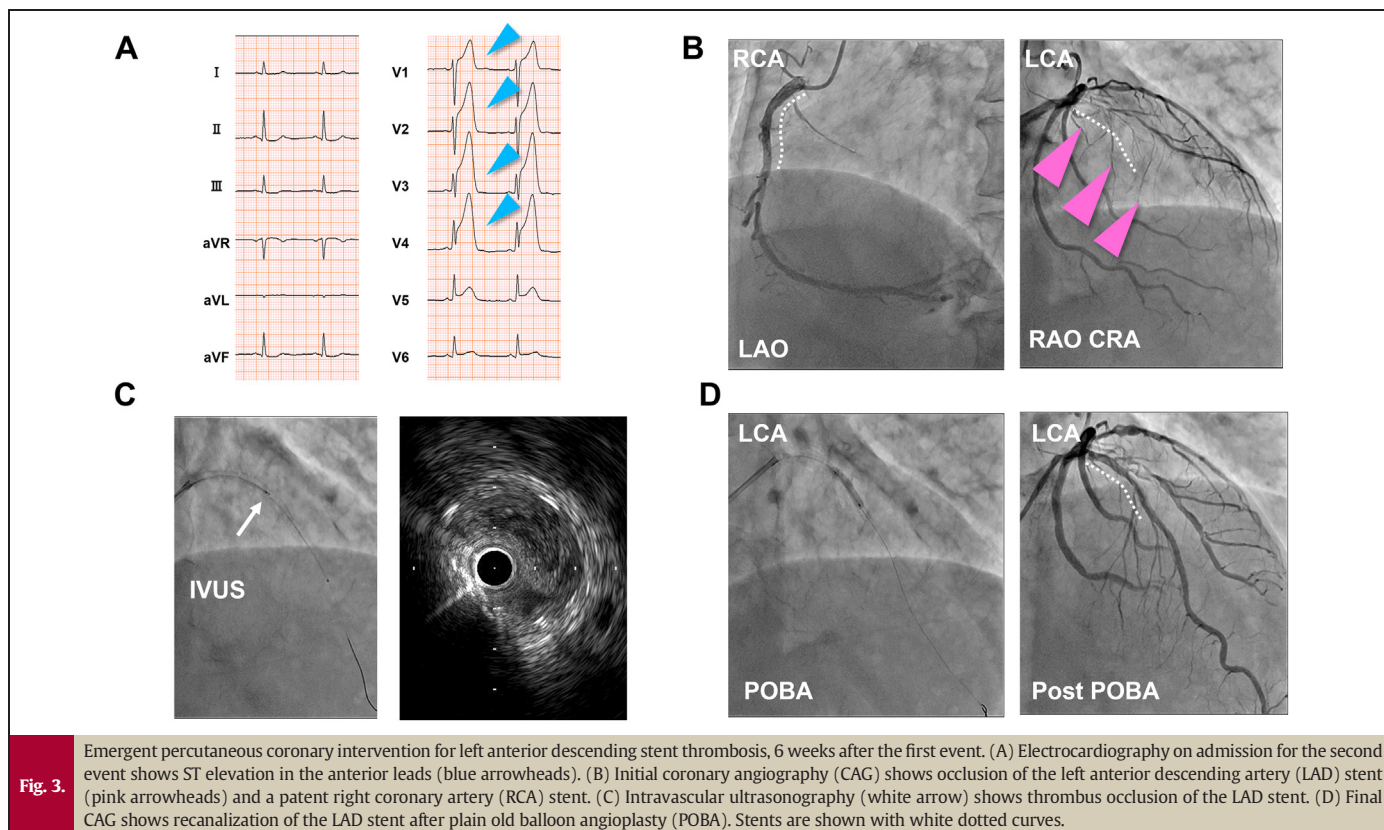 A
I
II
III
aVR
aVL
aVF
V1
V2
V3
V4
V5
V6
B
RCA
LAO
LCA
RAO CRA
C
IVUS
D
LCA
POBA
LCA
Post POBA
Fig. 3.
Emergent percutaneous coronary intervention for left anterior descending stent thrombosis, 6 weeks after the first event. (A) Electrocardiography on admission for the second
event shows ST elevation in the anterior leads (blue arrowheads). (B) Initial coronary angiography (CAG) shows occlusion of the left anterior descending artery (LAD) stent
(pink arrowheads) and a patent right coronary artery (RCA) stent. (C) Intravascular ultrasonography (white arrow) shows thrombus occlusion of the LAD stent. (D) Final
CAG shows recanalization of the LAD stent after plain old balloon angioplasty (POBA). Stents are shown with white dotted curves.